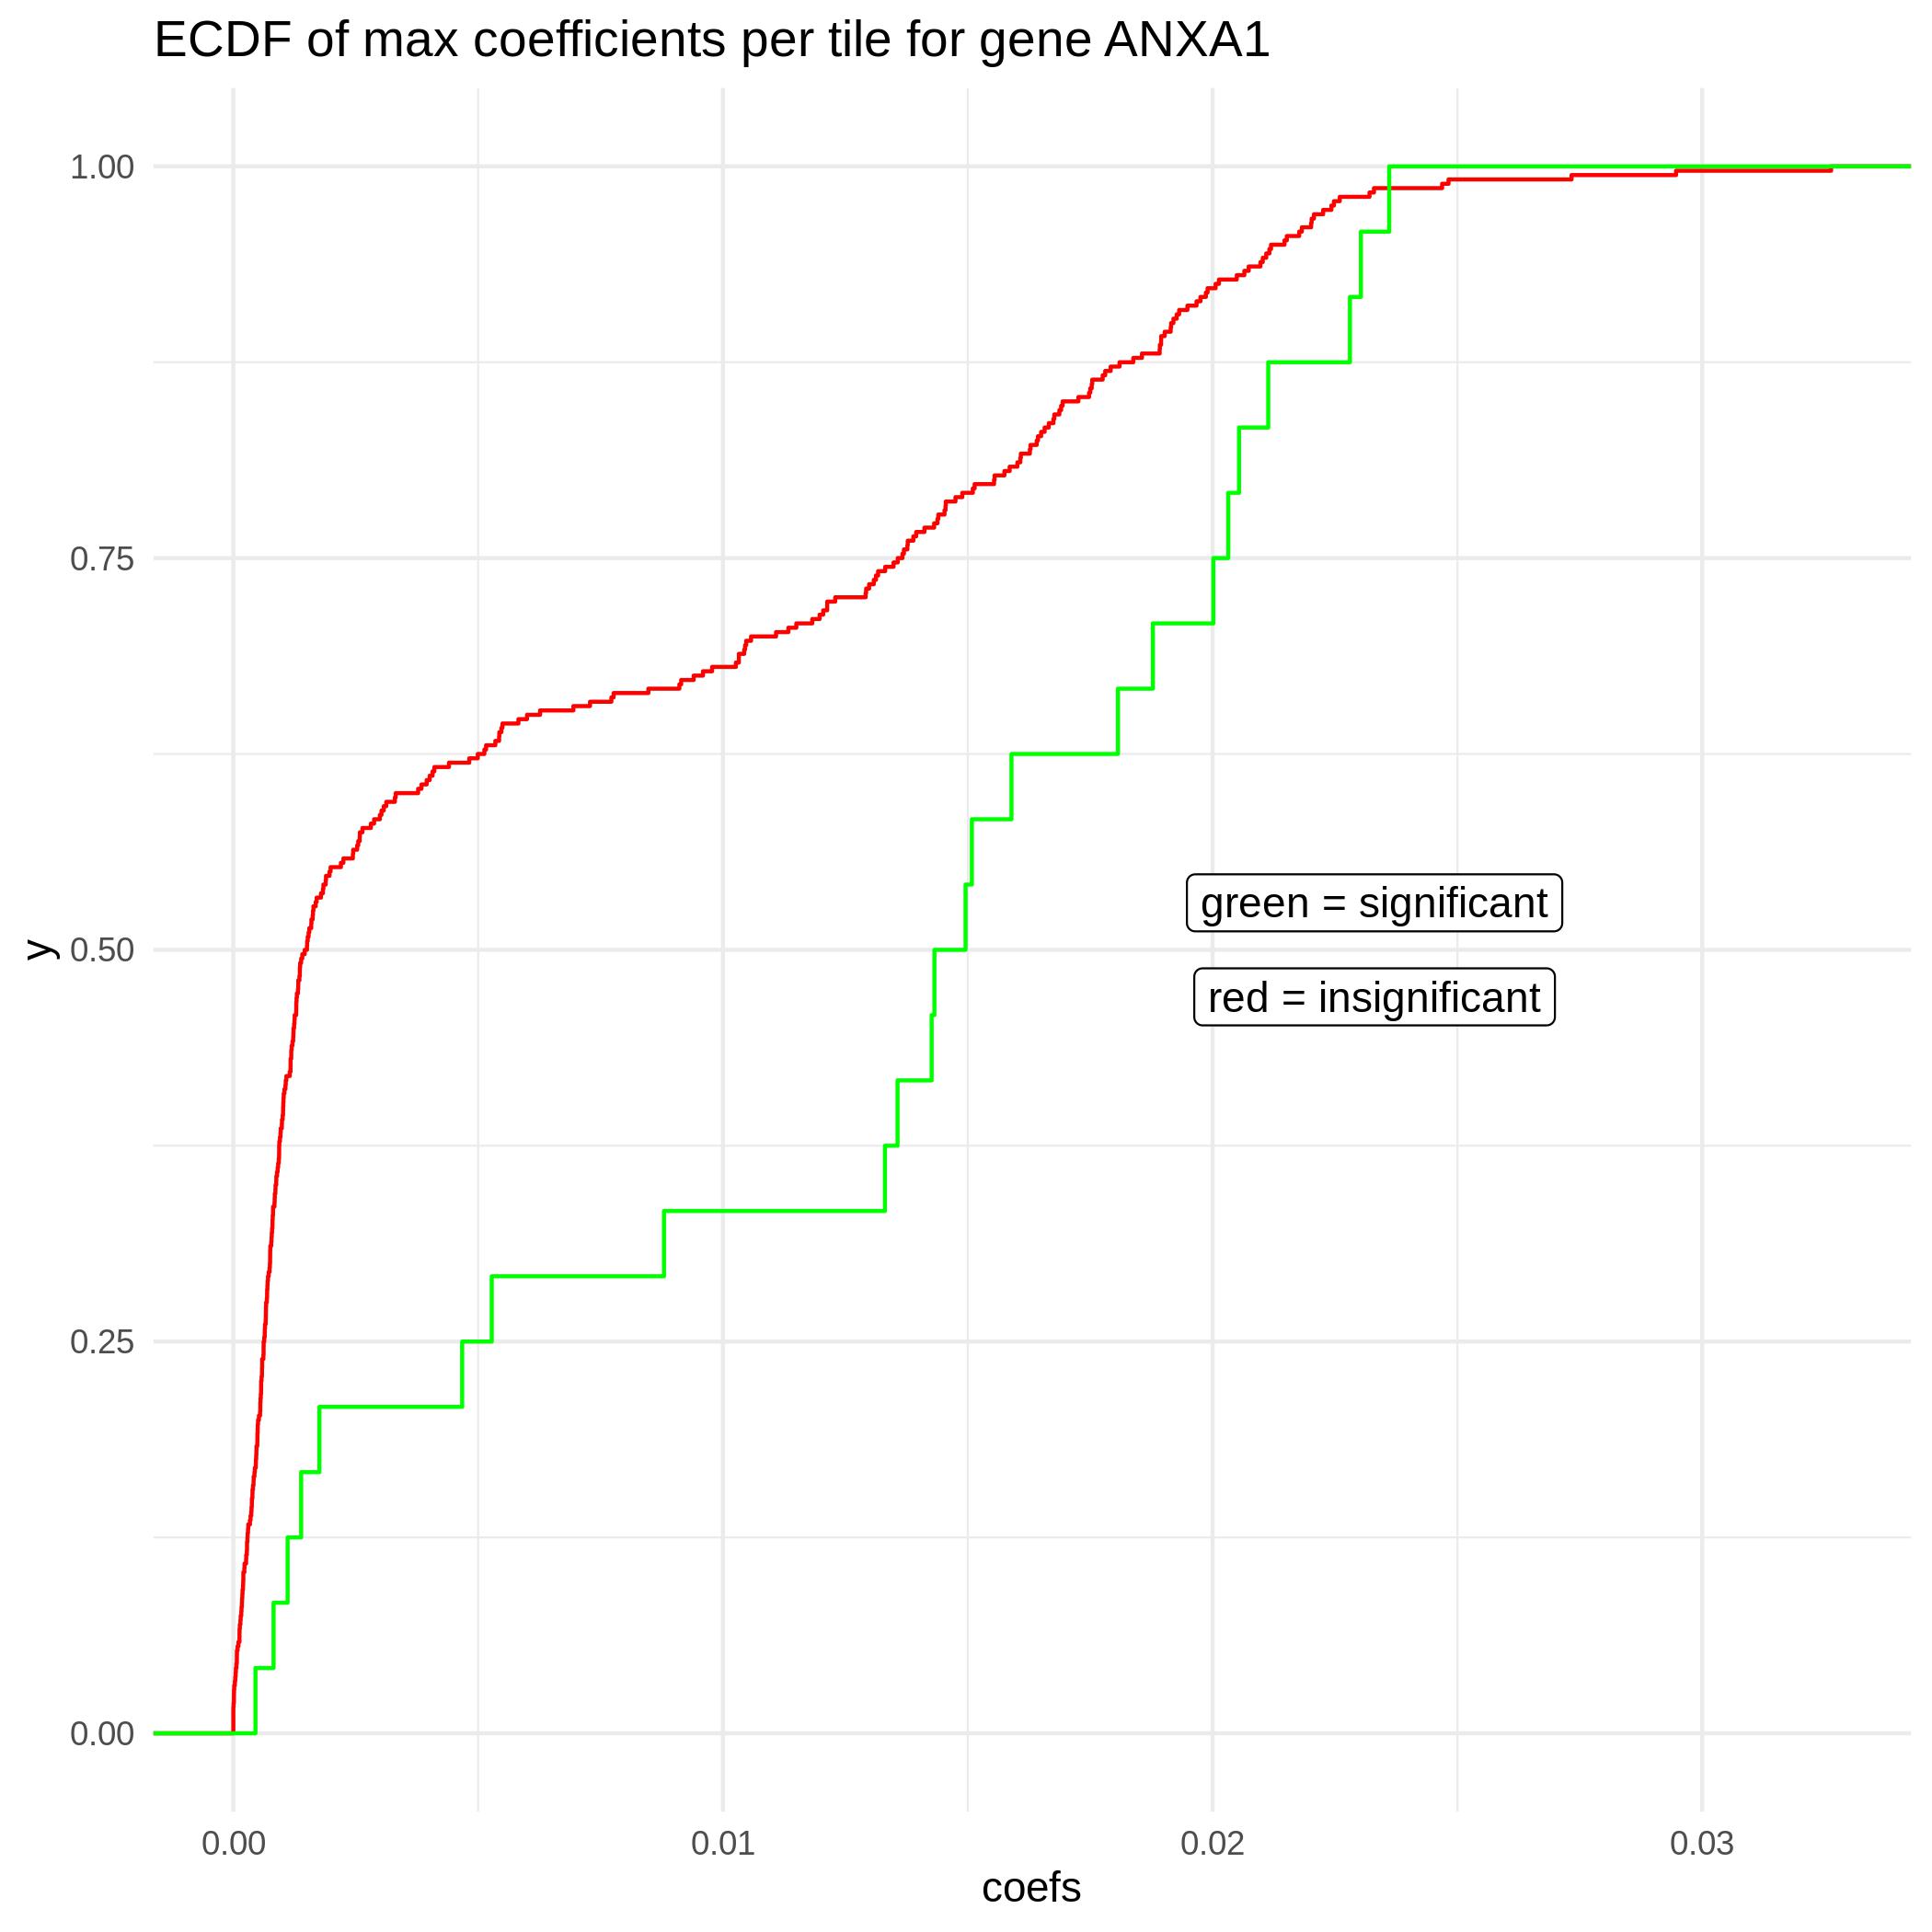 ECDF of max coefficients per tile for gene ANXA1
1.00
0.75
0.50
0.25
0.00
y
green = significant
red = insignificant
0.00 0.01 0.02 0.03
coefs